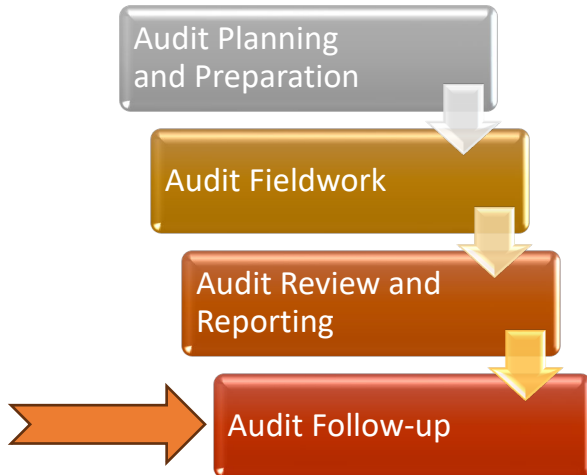 Audit Planning
and Preparation
Audit Fieldwork
Audit Review and
Reporting
Audit Follow-up